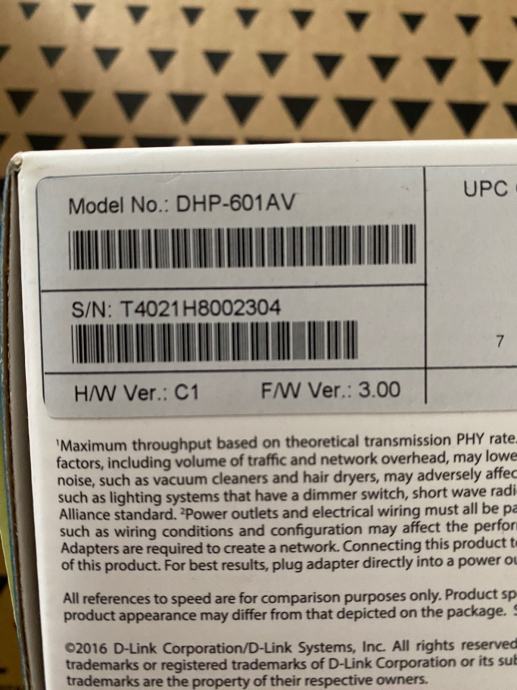 Model No.: DHP-601AV
UPC
S/N: T4021H8002304
7
H/W Ver.: C1 F/W Ver.: 3.00
¹Maximum throughput based on theoretical transmission PHY rate.
factors, including volume of traffic and network overhead, may lowe
noise, such as vacuum cleaners and hair dryers, may adversely affec
such as lighting systems that have a dimmer switch, short wave radi
Alliance standard. ²Power outlets and electrical wiring must all be pa
such as wiring conditions and configuration may affect the perfor
Adapters are required to create a network. Connecting this product t
of this product. For best results, plug adapter directly into a power ou
All references to speed are for comparison purposes only. Product sp
product appearance may differ from that depicted on the package. S
©2016 D-Link Corporation/D-Link Systems, Inc. All rights reserved
trademarks or registered trademarks of D-Link Corporation or its sub
trademarks are the property of their respective owners.